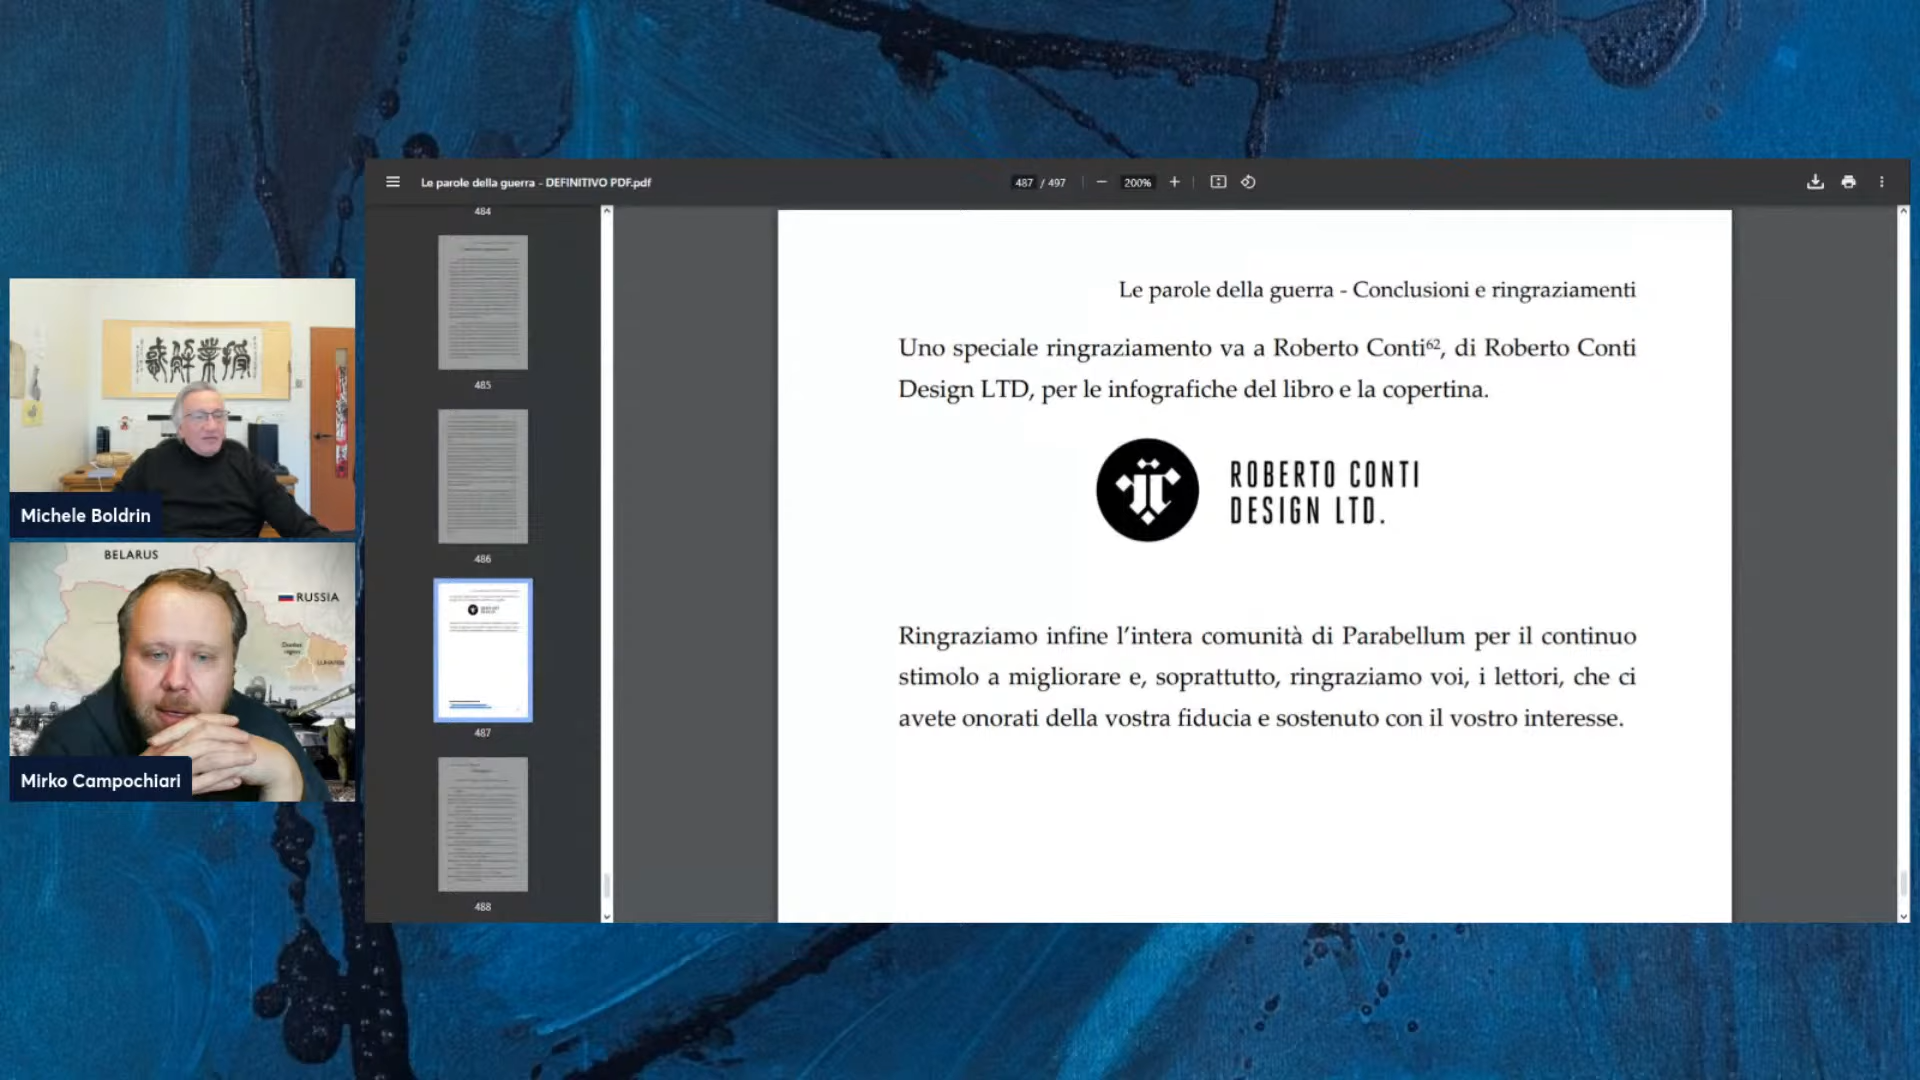 Le parole della guerra - DEFINITIVO PDF.pdf
487 / 497
200%
484
485
486
487
488
Le parole della guerra - Conclusioni e ringraziamenti
Uno speciale ringraziamento va a Roberto Conti62, di Roberto Conti
Design LTD, per le infografiche del libro e la copertina.
ROBERTO CONTI
DESIGN LTD.
Ringraziamo infine l'intera comunità di Parabellum per il continuo
stimolo a migliorare e, soprattutto, ringraziamo voi, i lettori, che ci
avete onorati della vostra fiducia e sostenuto con il vostro interesse.
Michele Boldrin
BELARUS
RUSSIA
Mirko Campochiari